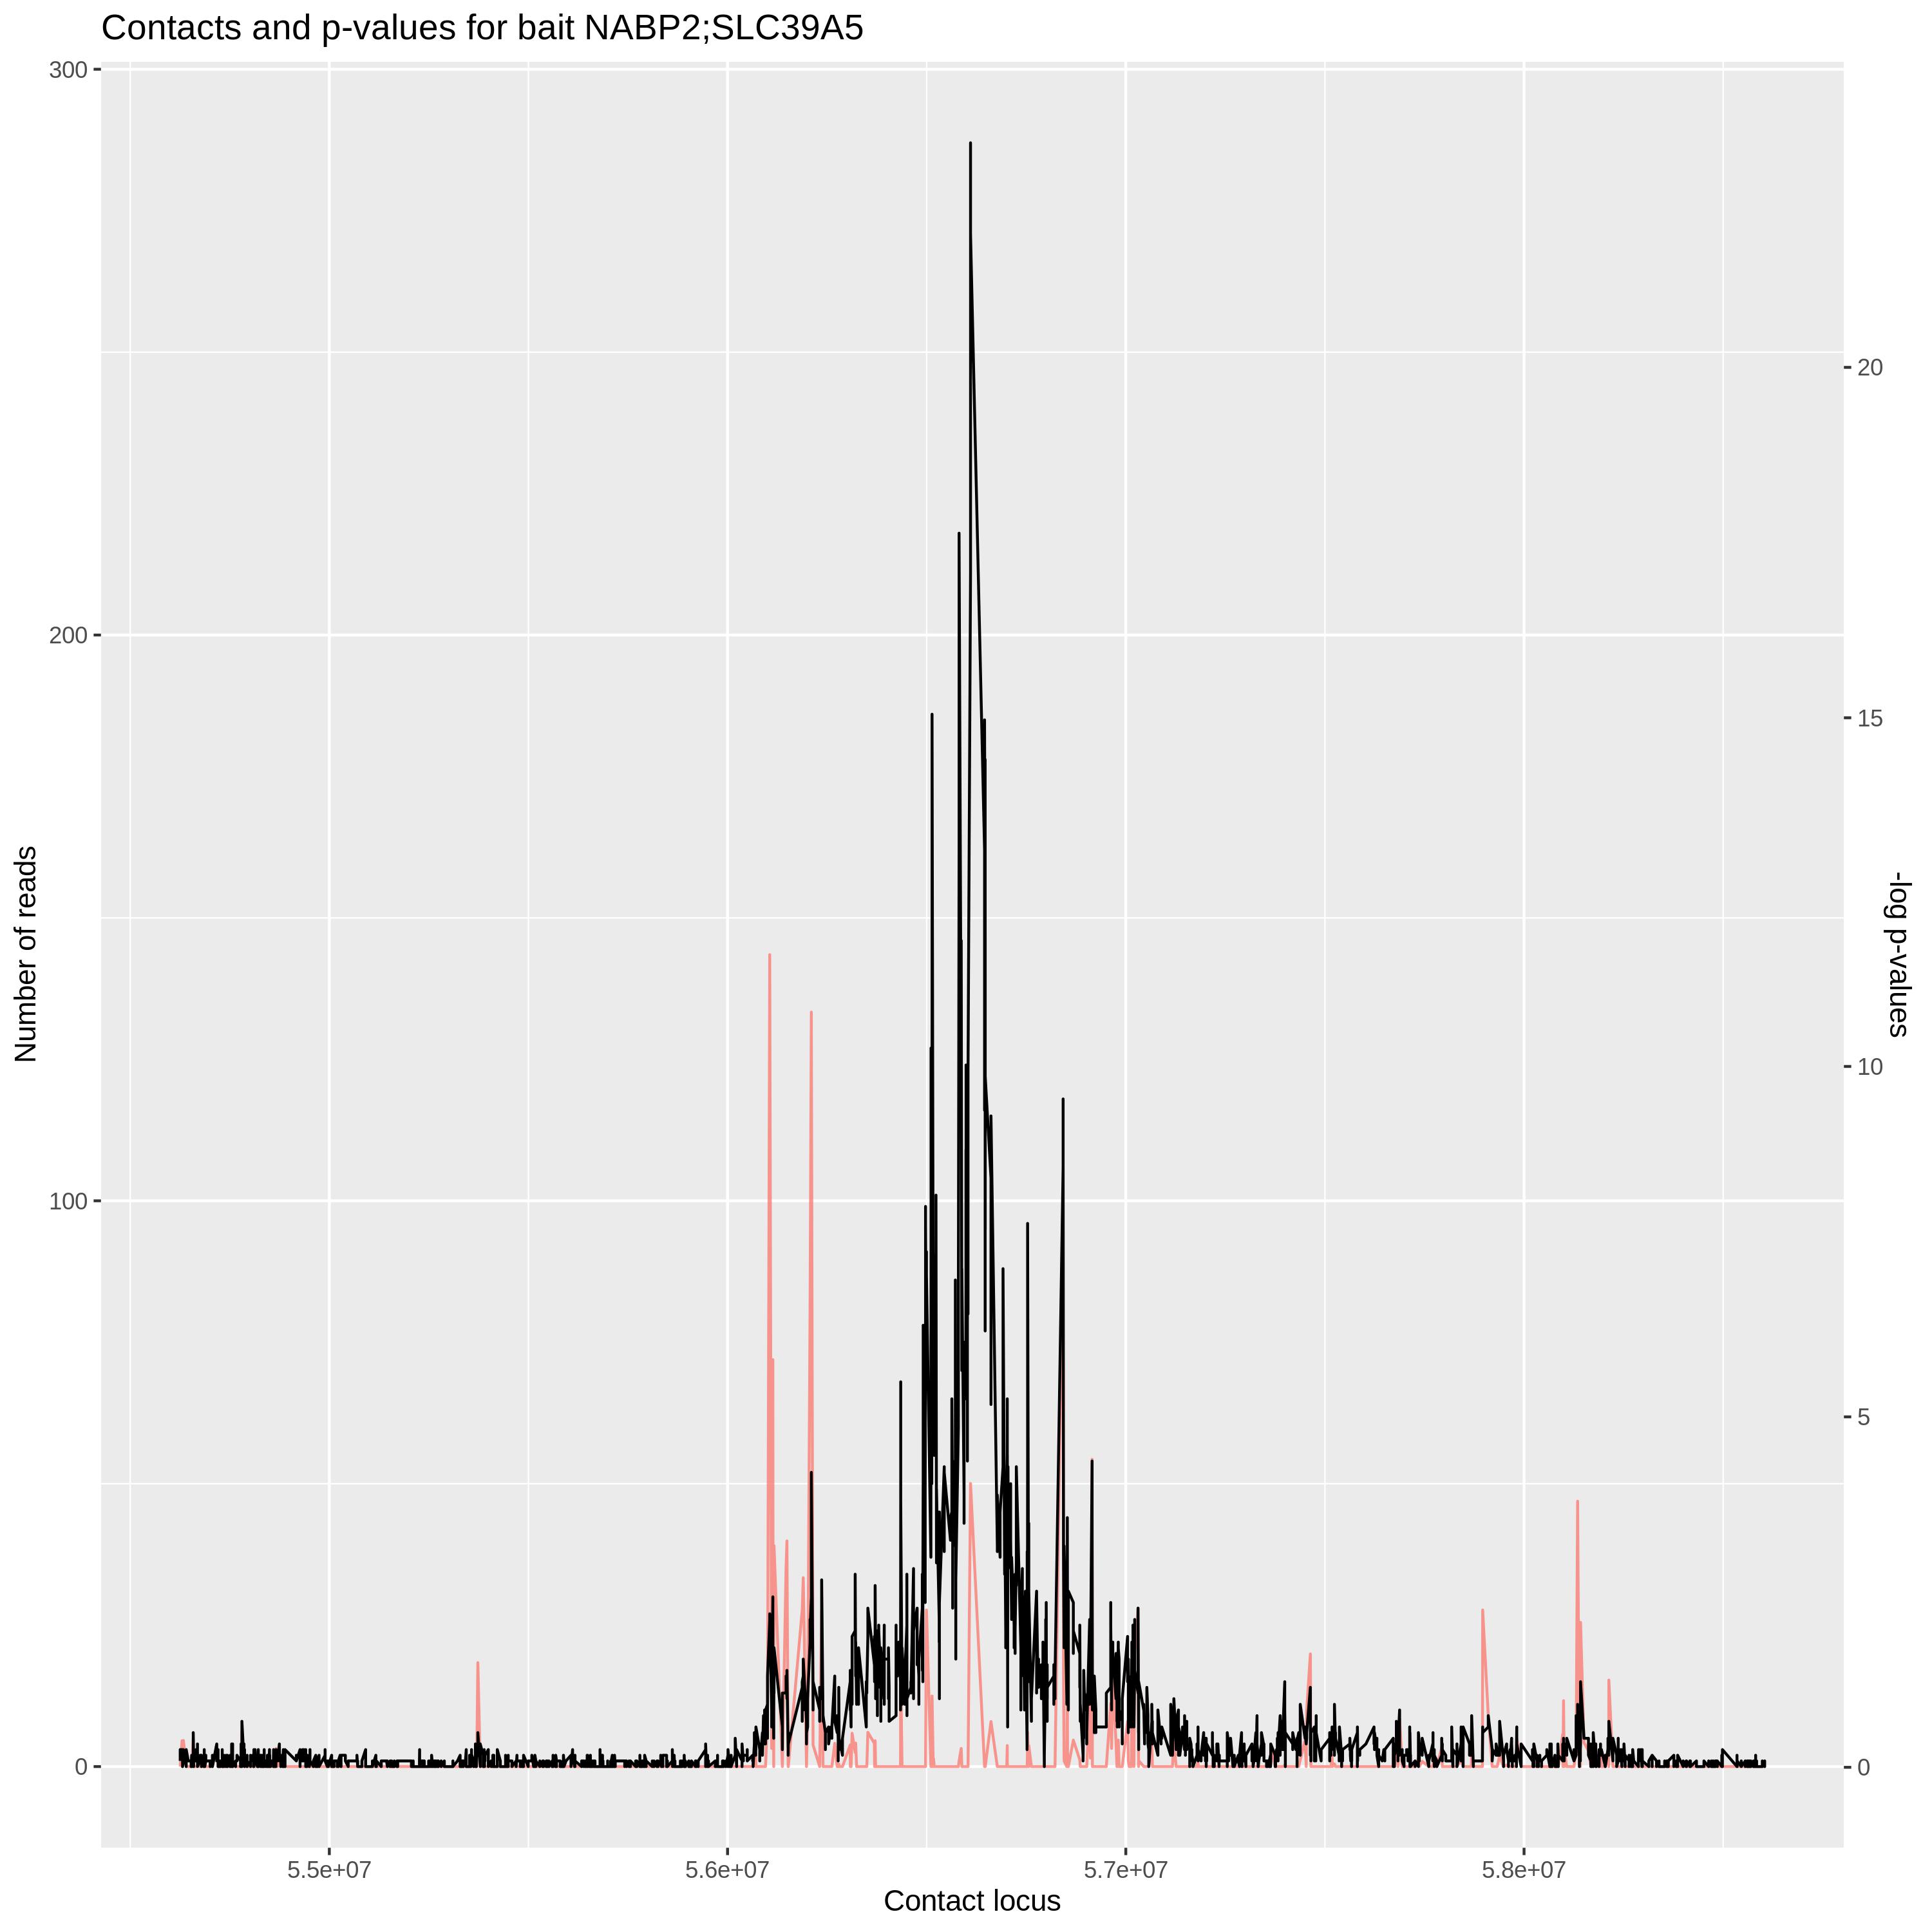 Contacts and p-values for bait NABP2;SLC39A5
300
200
100
0
Number of reads
20
15
10
5
0
-log p-values
5.5e+07 5.6e+07 5.7e+07 5.8e+07
Contact locus